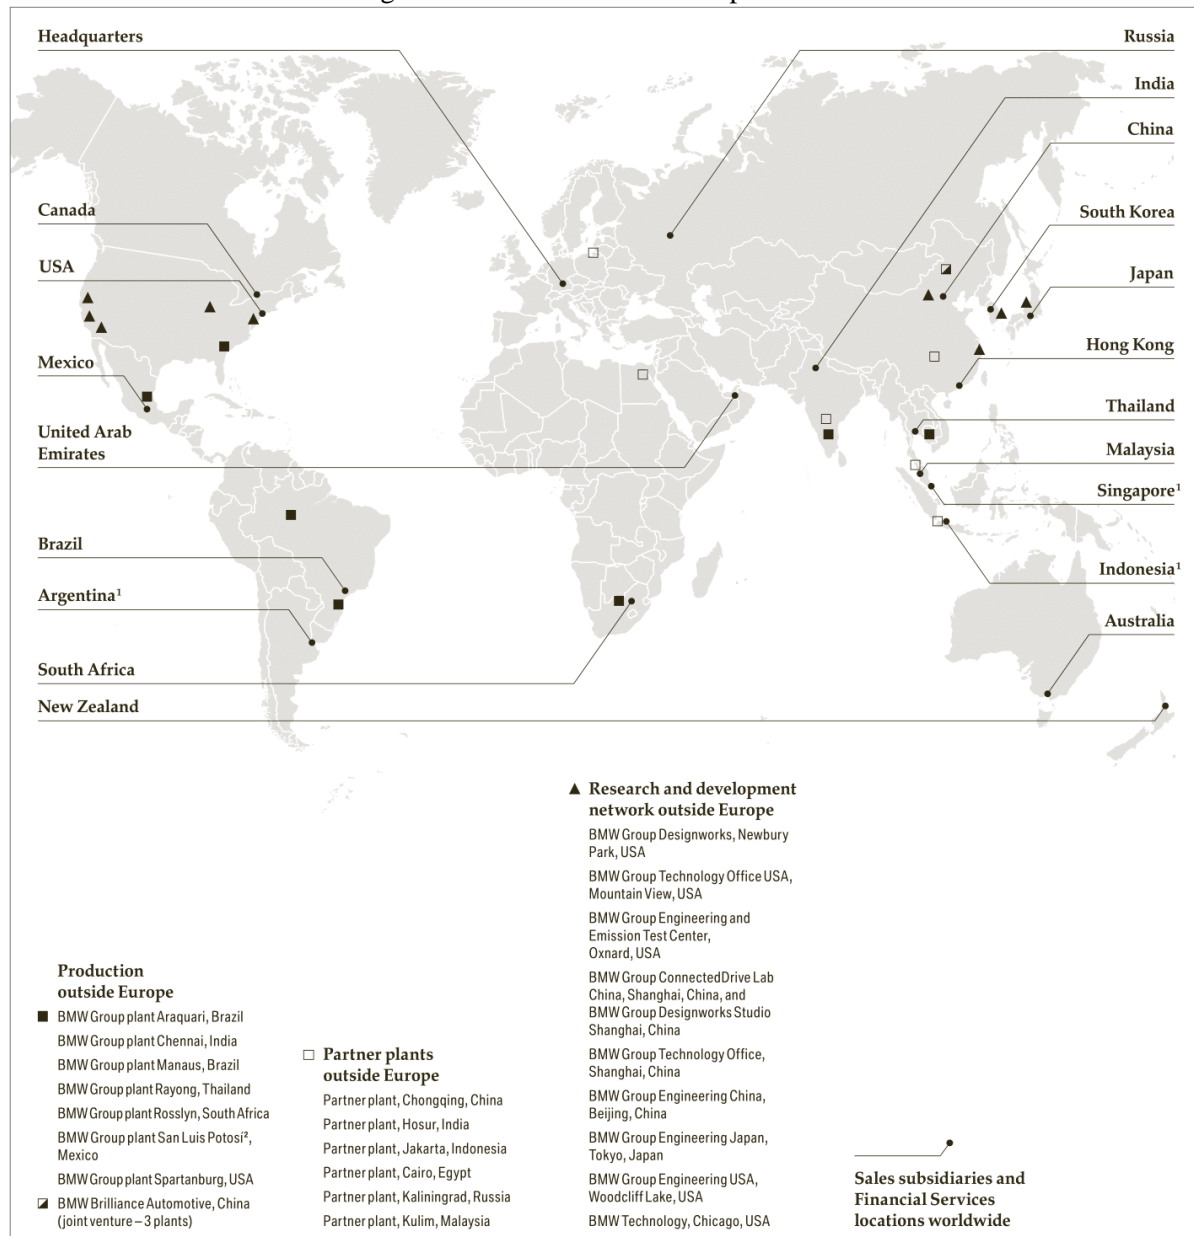 Headquarters
Russia
India
China
Canada
South Korea
USA
Japan
Hong Kong
Mexico
Thailand
United Arab
Emirates
Malaysia
Singapore¹
Brazil
Indonesia¹
Argentina¹
Australia
South Africa
New Zealand
Production
outside Europe
BMW Group plant Araquari, Brazil
BMW Group plant Chennai, India
BMW Group plant Manaus, Brazil
BMW Group plant Rayong, Thailand
BMW Group plant Rosslyn, South Africa
BMW Group plant San Luis Potosí²,
Mexico
BMW Group plant Spartanburg, USA
BMW Brilliance Automotive, China
(joint venture – 3 plants)
Partner plants
outside Europe
Partner plant, Chongqing, China
Partner plant, Hosur, India
Partner plant, Jakarta, Indonesia
Partner plant, Cairo, Egypt
Partner plant, Kaliningrad, Russia
Partner plant, Kulim, Malaysia
Research and development
network outside Europe
BMW Group Designworks, Newbury
Park, USA
BMW Group Technology Office USA,
Mountain View, USA
BMW Group Engineering and
Emission Test Center,
Oxnard, USA
BMW Group ConnectedDrive Lab
China, Shanghai, China, and
BMW Group Designworks Studio
Shanghai, China
BMW Group Technology Office,
Shanghai, China
BMW Group Engineering China,
Beijing, China
BMW Group Engineering Japan,
Tokyo, Japan
BMW Group Engineering USA,
Woodcliff Lake, USA
BMW Technology, Chicago, USA
Sales subsidiaries and
Financial Services
locations worldwide